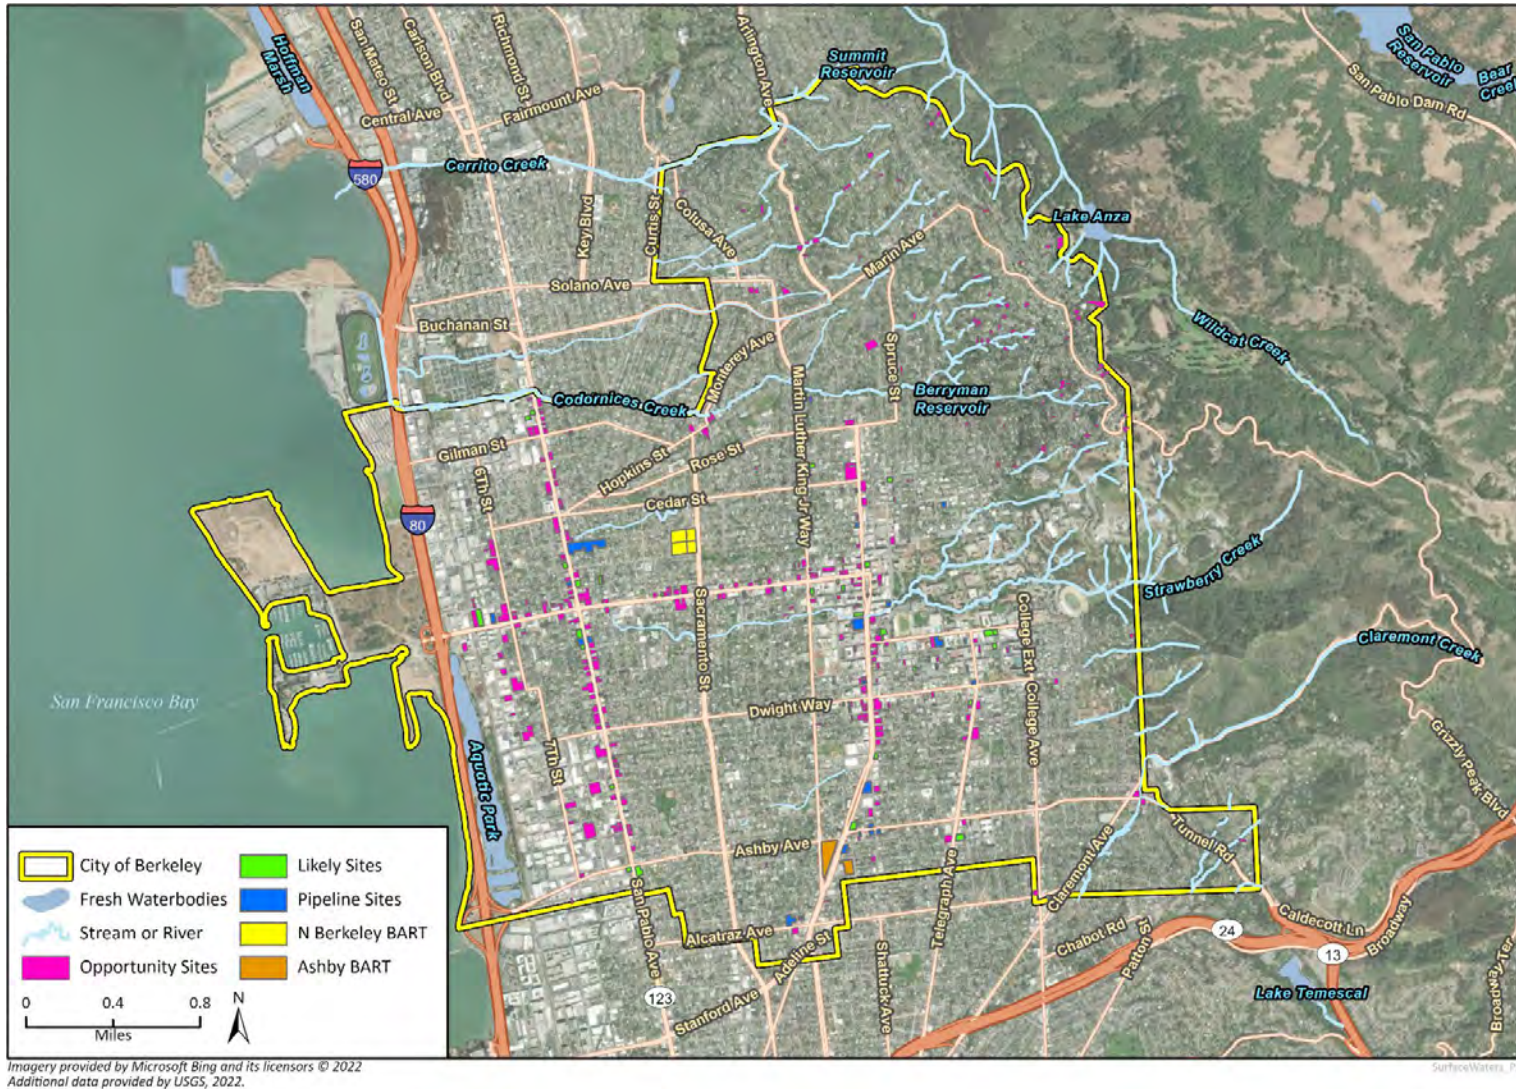 Hoffman
Marsh
San Mateo St
Carlson Blvd
Richmond St
Central Ave
Fairmount Ave
Arlington Ave
Summit
Reservoir
San Pablo
Reservoir
Bear
Creek
San Pablo Dam Rd
580
Cerrito Creek
Key Blvd
Curtis St
Colusa Ave
Marin Ave
Lake Anza
Solano Ave
Buchanan St
Monterey Ave
Martin Luther King Jr Way
Spruce St
Wildcat Creek
Codornices Creek
Berryman
Reservoir
Gilman St
6Th St
Hopkins St
Rose St
Cedar St
80
Strawberry Creek
Sacramento St
College Ext
Claremont Creek
San Francisco Bay
Dwight Way
College Ave
Grizzly Peak Blvd
Aquatic Park
7Th St
Ashby Ave
Tunnel Rd
Claremont Ave
Telegraph Ave
San Pablo Ave
Alcatraz Ave
Adeline St
Shattuck Ave
Chabot Rd
Patton St
24
Caldecott Ln
Broadway
13
Lake Temescal
Broadway Ter
Stanford Ave
123
City of Berkeley
Fresh Waterbodies
Stream or River
Opportunity Sites
Likely Sites
Pipeline Sites
N Berkeley BART
Ashby BART
0 0.4 0.8
Miles
N
Imagery provided by Microsoft Bing and its licensors © 2022
Additional data provided by USGS, 2022.